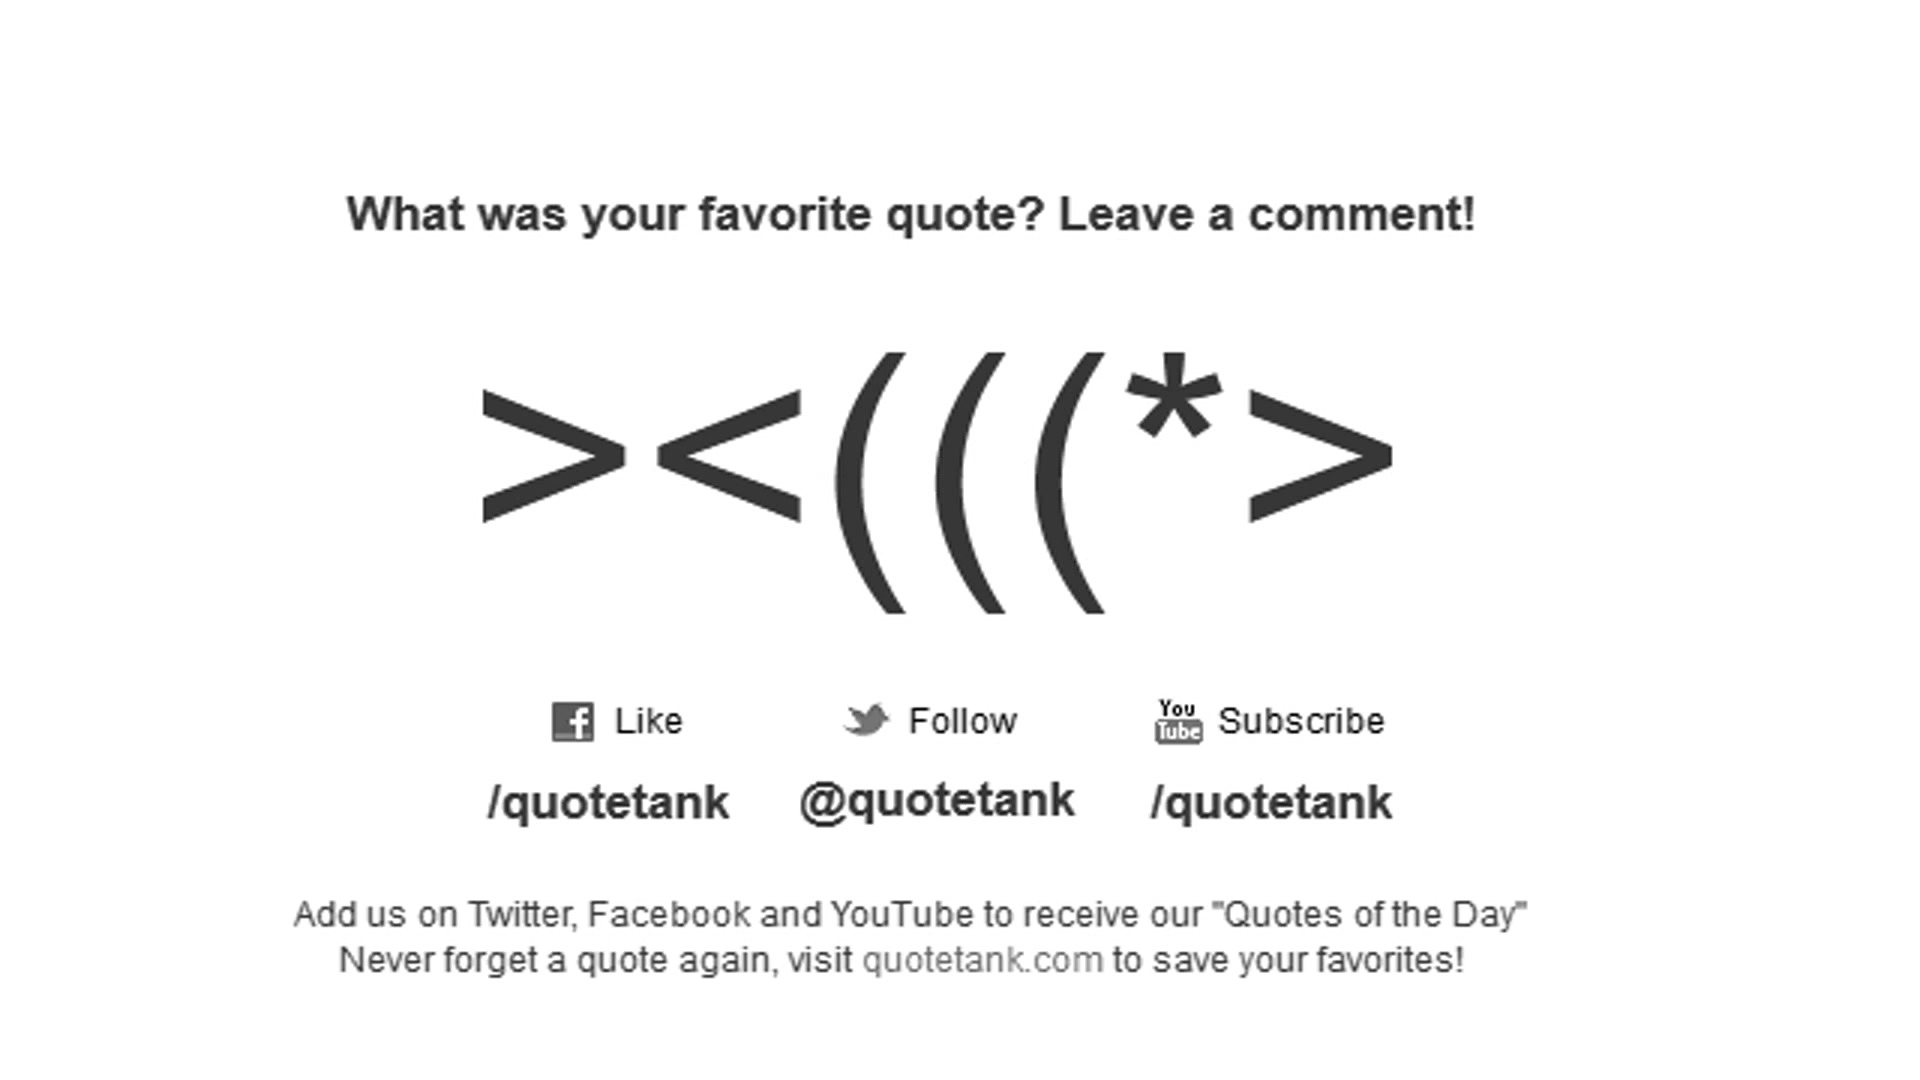 What was your favorite quote? Leave a comment!
><(((*>
f Like
Follow
You Tube Subscribe
/quotetank
@quotetank
/quotetank
Add us on Twitter, Facebook and YouTube to receive our "Quotes of the Day"
Never forget a quote again, visit quotetank.com to save your favorites!